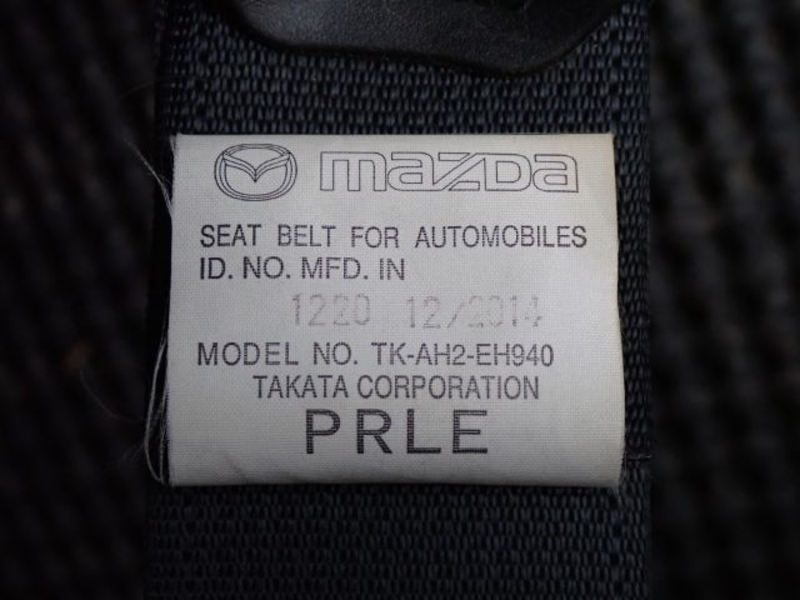 mazda
SEAT BELT FOR AUTOMOBILES
ID. NO. MFD. IN
1220 12/2014
MODEL NO. TK-AH2-EH940
TAKATA CORPORATION
PRLE